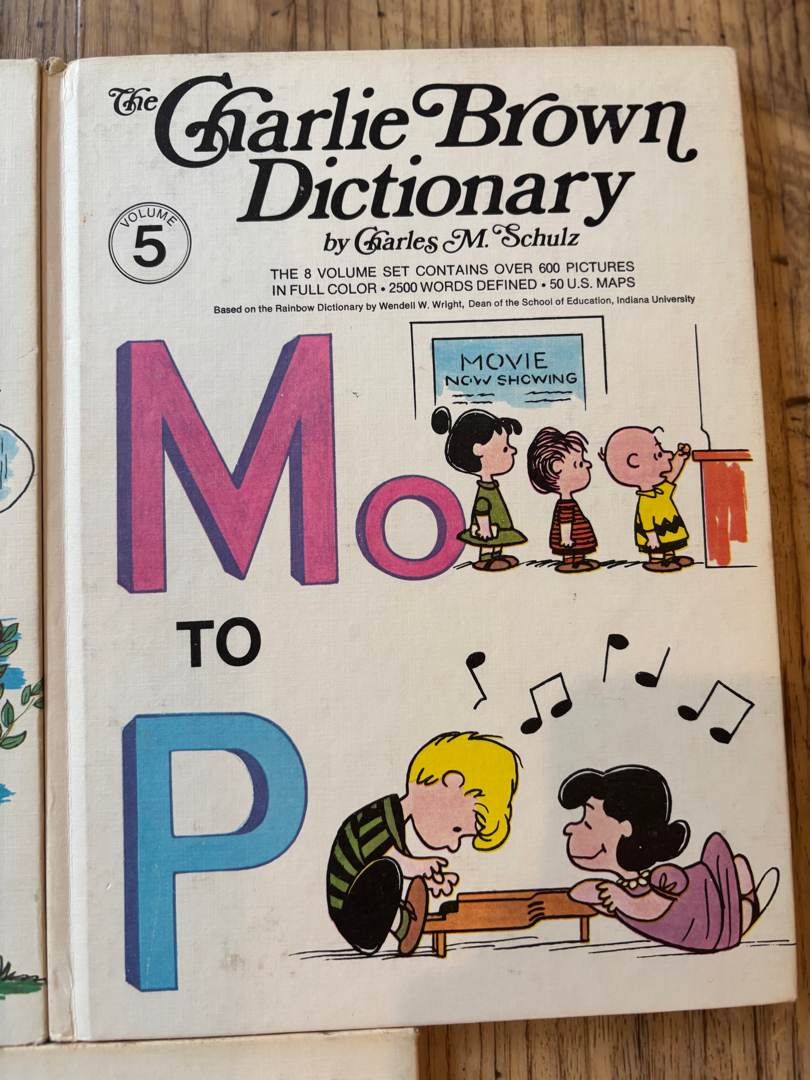 The Charlie Brown
Dictionary
VOLUME
5
by Charles M. Schulz
THE 8 VOLUME SET CONTAINS OVER 600 PICTURES
IN FULL COLOR • 2500 WORDS DEFINED • 50 U.S. MAPS
Based on the Rainbow Dictionary by Wendell W. Wright, Dean of the School of Education, Indiana University
Mo
MOVIE
NOW SHOWING
TO
P